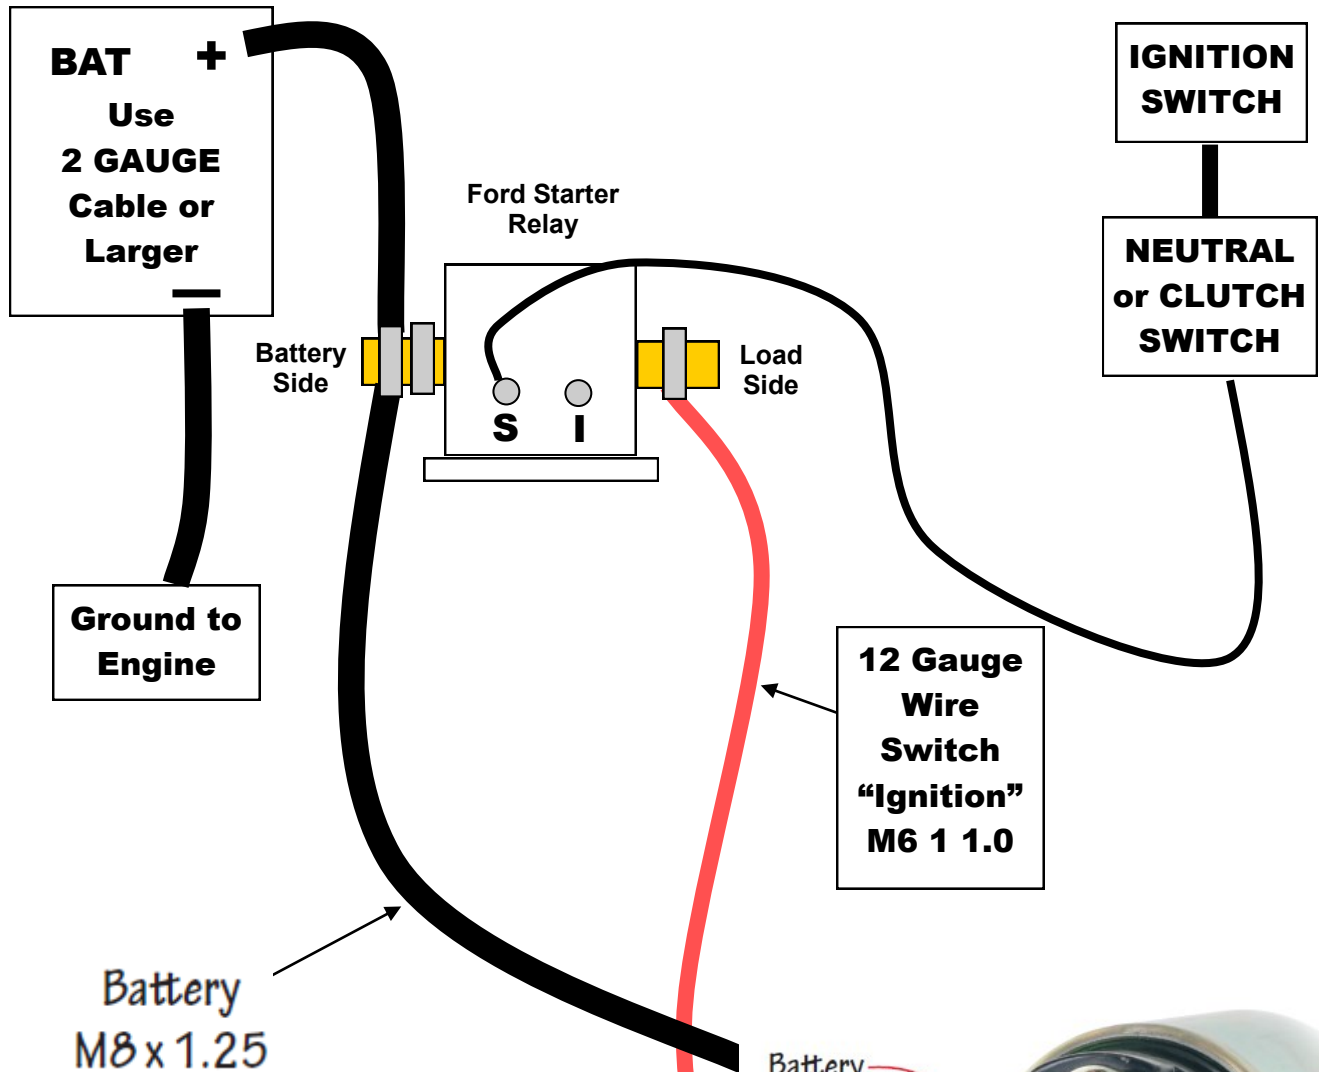 BAT +
Use
2 GAUGE
Cable or
Larger
–
IGNITION
SWITCH
Ford Starter
Relay
NEUTRAL
or CLUTCH
SWITCH
Battery
Side
Load
Side
S I
Ground to
Engine
12 Gauge
Wire
Switch
“Ignition”
M6 1 1.0
Battery
M8 x 1.25
Battery